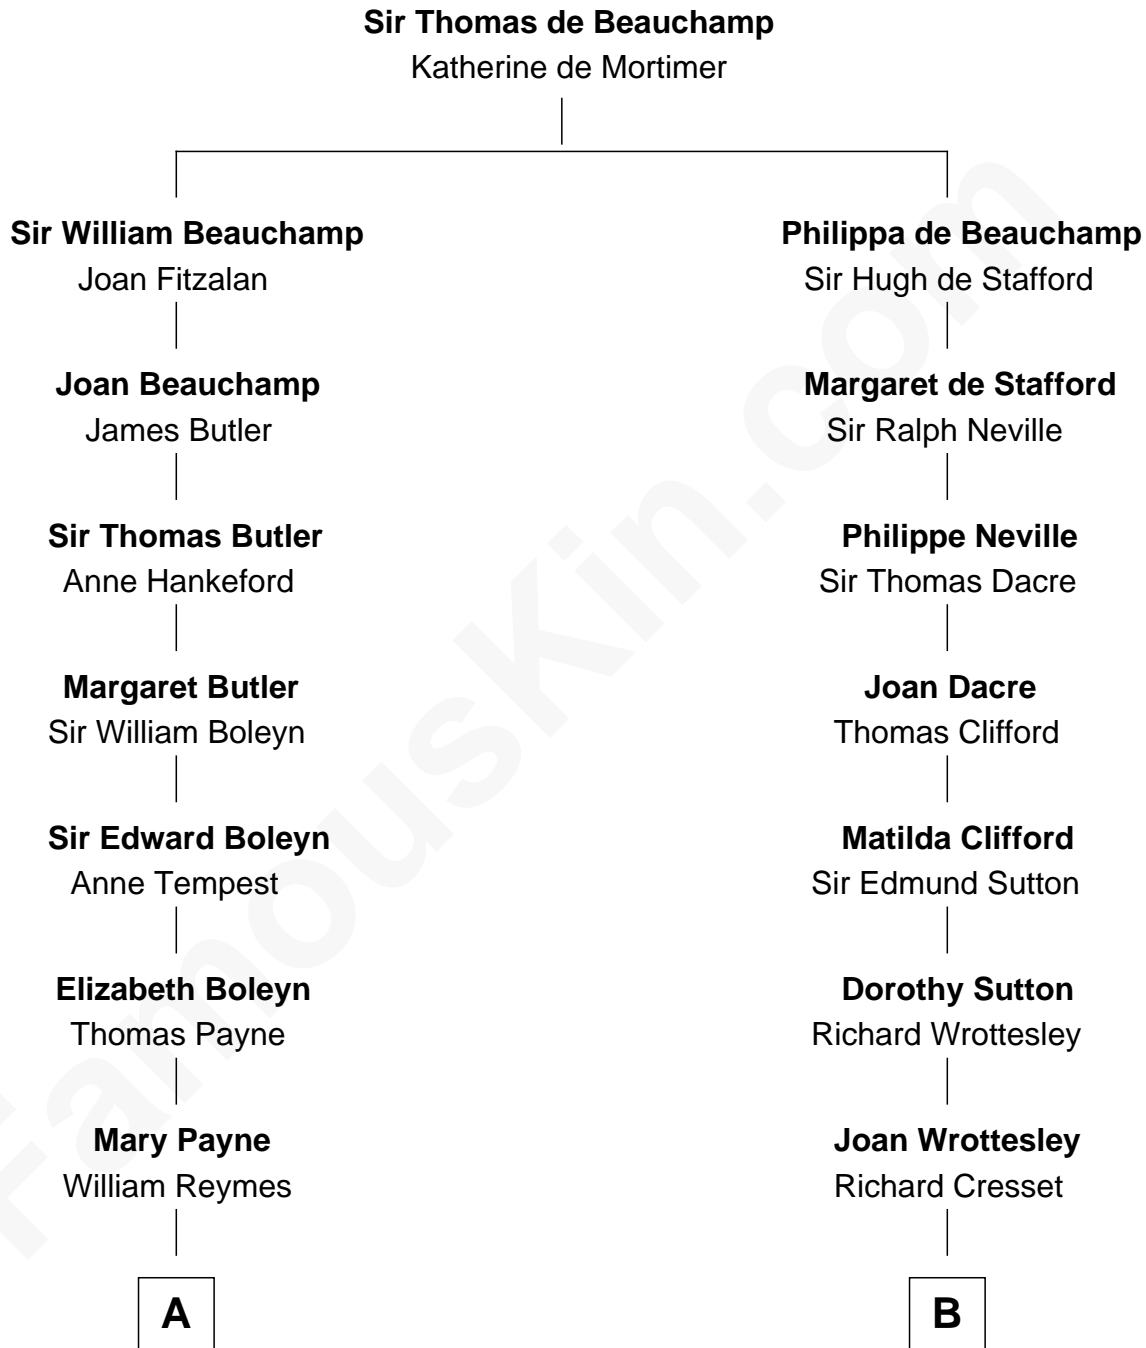 Sir Thomas de Beauchamp
Katherine de Mortimer
Sir William Beauchamp
Joan Fitzalan
Philippa de Beauchamp
Sir Hugh de Stafford
Joan Beauchamp
James Butler
Margaret de Stafford
Sir Ralph Neville
Sir Thomas Butler
Anne Hankeford
Philippe Neville
Sir Thomas Dacre
Margaret Butler
Sir William Boleyn
Joan Dacre
Thomas Clifford
Sir Edward Boleyn
Anne Tempest
Matilda Clifford
Sir Edmund Sutton
Elizabeth Boleyn
Thomas Payne
Dorothy Sutton
Richard Wrottesley
Mary Payne
William Reymes
Joan Wrottesley
Richard Cresset
A
B
FamousKin.com